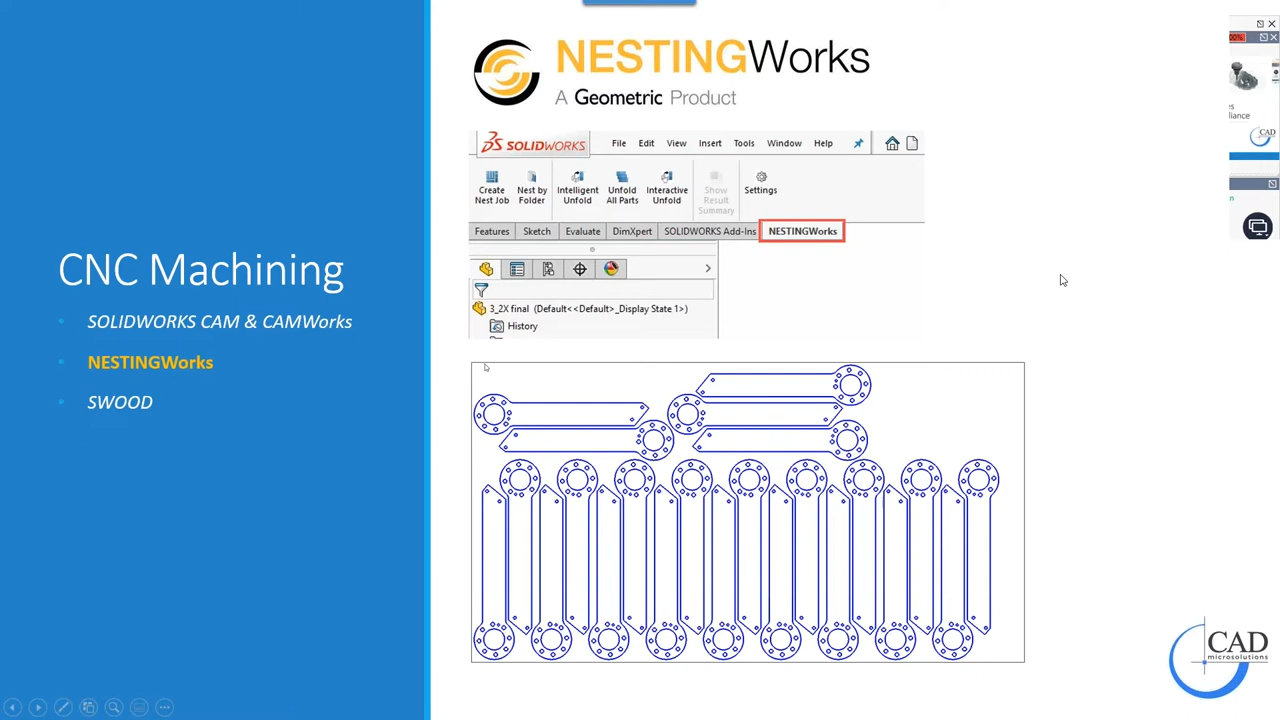 CNC Machining
SOLIDWORKS CAM & CAMWorks
NESTINGWorks
SWOOD
NESTINGWorks
A Geometric Product
SOLIDWORKS File Edit View Insert Tools Window Help
Create Nest Job
Nest by Folder
Intelligent Unfold
Unfold All Parts
Interactive Unfold
Show Result Summary
Settings
Features Sketch Evaluate DimXpert SOLIDWORKS Add-Ins NESTINGWorks
3_2X final (Default<<Default>_Display State 1>)
History
CAD
microsolutions
CAD